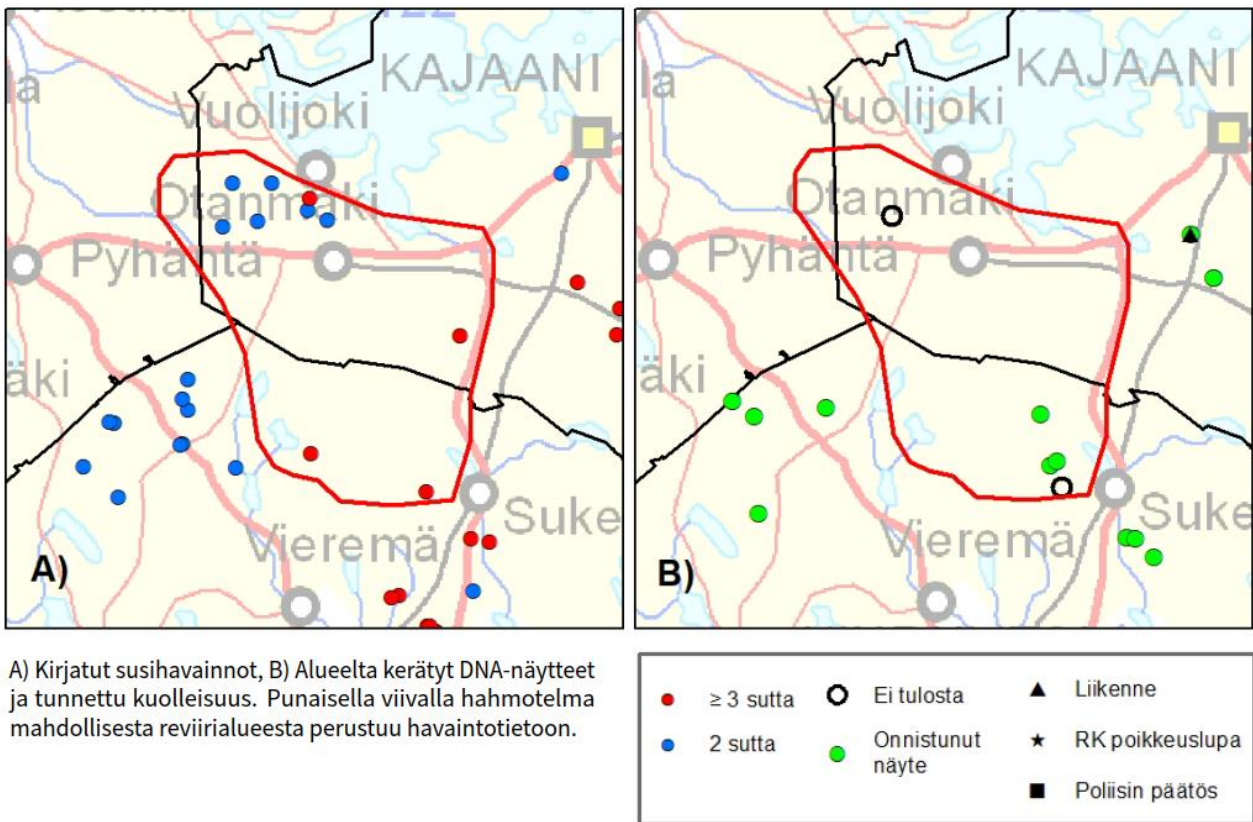 KAJAANI
Vuolijoki
la
Otanmäki
Pyhäntä
äki
Suke
Vieremä
A)
KAJAANI
Vuolijoki
la
Otanmäki
Pyhäntä
äki
Suke
Vieremä
B)
A) Kirjatut susihavainnot, B) Alueelta kerätyt DNA-näytteet
ja tunnettu kuolleisuus. Punaisella viivalla hahmotelma
mahdollisesta reviirialueesta perustuu havaintotietoon.
≥ 3 sutta
2 sutta
Ei tulosta
Onnistunut
näyte
Liikenne
RK poikkeuslupa
Poliisin päätös